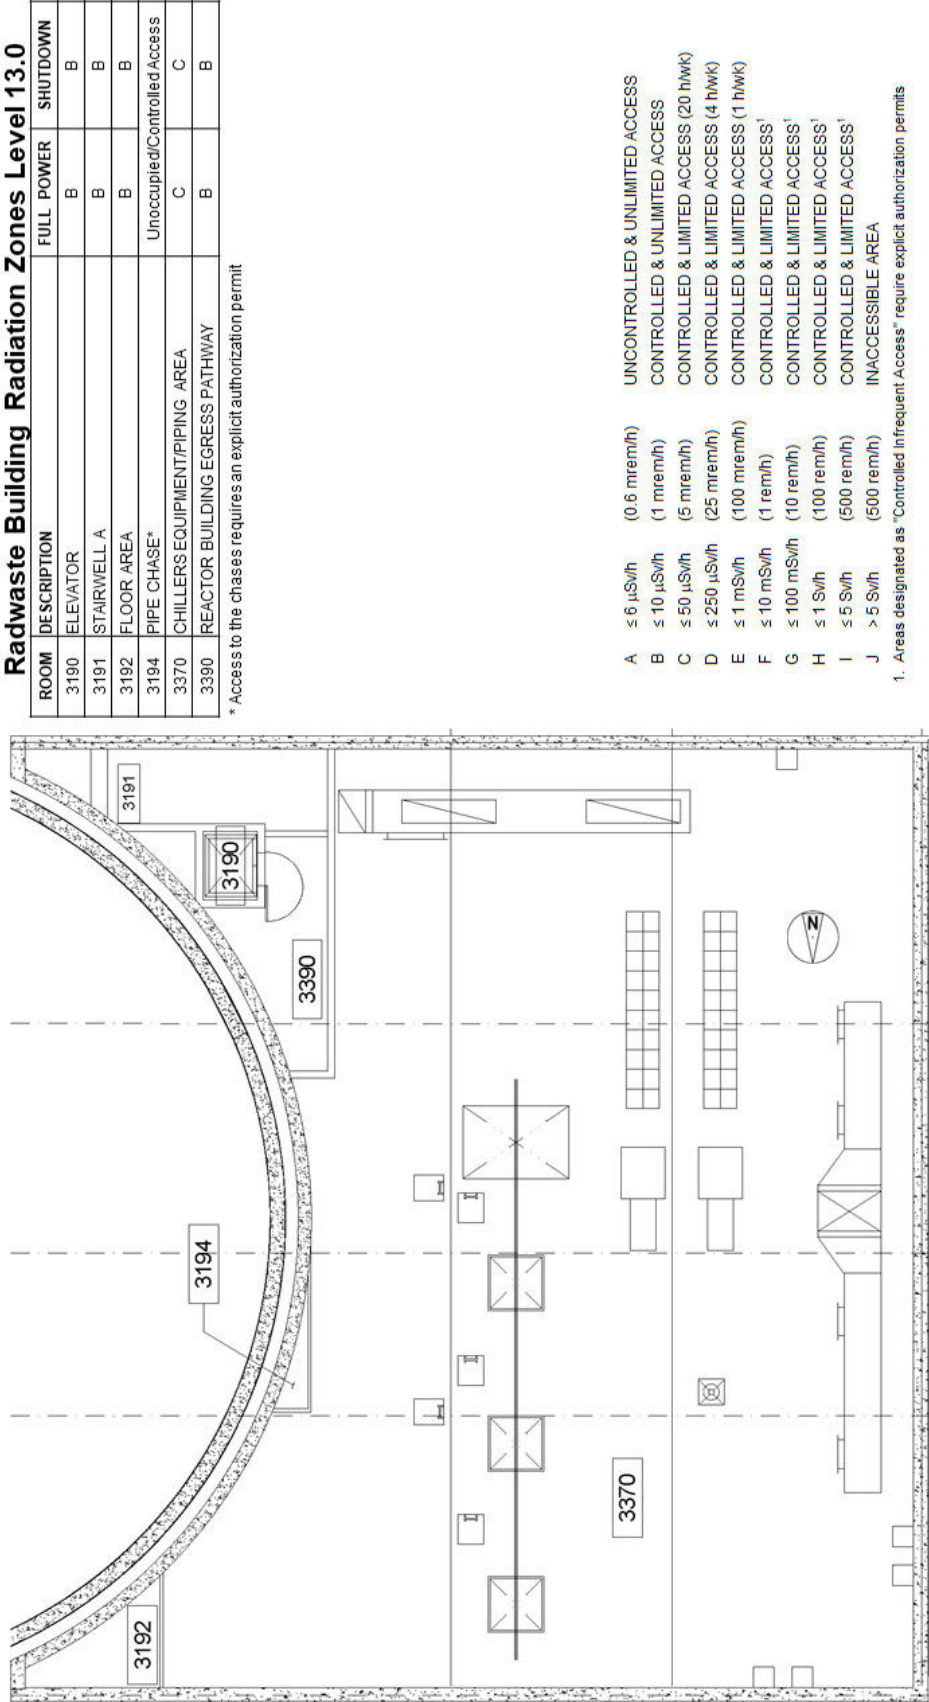 Radwaste Building Radiation Zones Level 13.0
ROOM DESCRIPTION FULL POWER SHUTDOWN
3190 ELEVATOR B B
3191 STAIRWELL A B B
3192 FLOOR AREA B B
3194 PIPE CHASE* Unoccupied/Controlled Access
3370 CHILLERS EQUIPMENT/PIPING AREA C C
3390 REACTOR BUILDING EGRESS PATHWAY B B
* Access to the chases requires an explicit authorization permit
A ≤ 6 µSv/h (0.6 mrem/h) UNCONTROLLED & UNLIMITED ACCESS
B ≤ 10 µSv/h (1 mrem/h) CONTROLLED & UNLIMITED ACCESS
C ≤ 50 µSv/h (5 mrem/h) CONTROLLED & LIMITED ACCESS (20 h/wk)
D ≤ 250 µSv/h (25 mrem/h) CONTROLLED & LIMITED ACCESS (4 h/wk)
E ≤ 1 mSv/h (100 mrem/h) CONTROLLED & LIMITED ACCESS (1 h/wk)
F ≤ 10 mSv/h (1 rem/h) CONTROLLED & LIMITED ACCESS¹
G ≤ 100 mSv/h (10 rem/h) CONTROLLED & LIMITED ACCESS¹
H ≤ 1 Sv/h (100 rem/h) CONTROLLED & LIMITED ACCESS¹
I ≤ 5 Sv/h (500 rem/h) CONTROLLED & LIMITED ACCESS¹
J > 5 Sv/h (500 rem/h) INACCESSIBLE AREA
1. Areas designated as "Controlled Infrequent Access" require explicit authorization permits
3192
3194
3191
3190
3390
3370
N